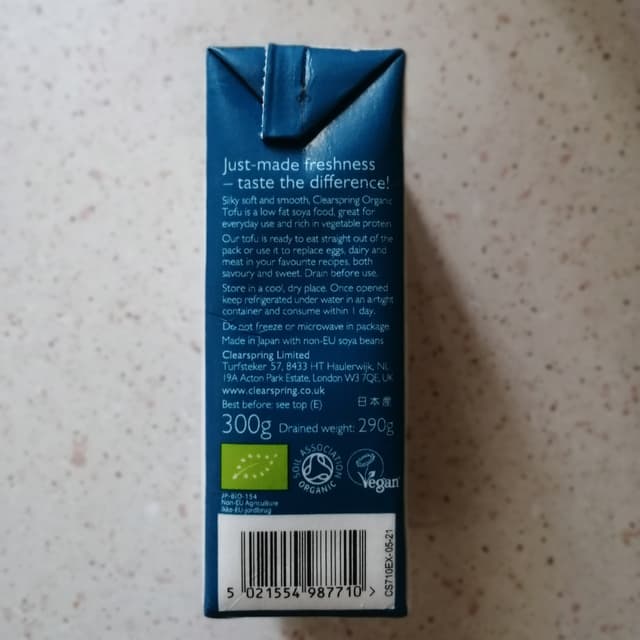 Just-made freshness
– taste the difference!
Silky soft and smooth, Clearspring Organic
Tofu is a low fat soya food, great for
everyday use and rich in vegetable protein
Our tofu is ready to eat straight out of the
pack or use it to replace eggs, dairy and
meat in your favourite recipes, both
savoury and sweet. Drain before use.
Store in a cool, dry place. Once opened
keep refrigerated under water in an airtight
container and consume within 1 day.
Do not freeze or microwave in package
Made in Japan with non-EU soya beans
Clearspring Limited
Turfsteker 57, 8433 HT Haulerwijk, NL
19A Acton Park Estate, London W3 7QE, UK
www.clearspring.co.uk
Best before: see top (E) 日本産
300g Drained weight: 290g
SOIL ASSOCIATION
ORGANIC
Vegan
JP-BIO-154
Non-EU Agriculture
Ikke-EU-jordbrug
CS710EX-05-21
5 021554 987710 >